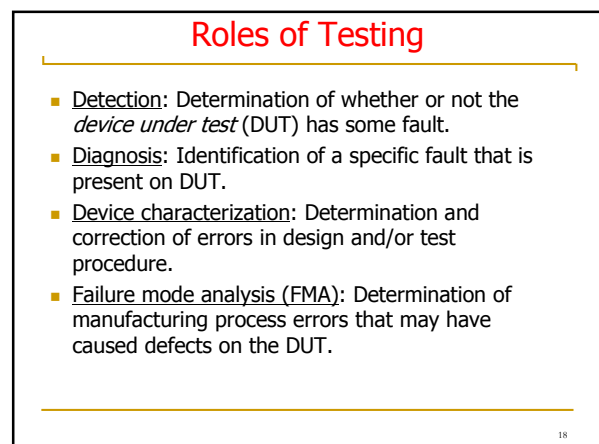 Roles of Testing
Detection: Determination of whether or not the
device under test (DUT) has some fault.
Diagnosis: Identification of a specific fault that is
present on DUT.
Device characterization: Determination and
correction of errors in design and/or test
procedure.
Failure mode analysis (FMA): Determination of
manufacturing process errors that may have
caused defects on the DUT.
18